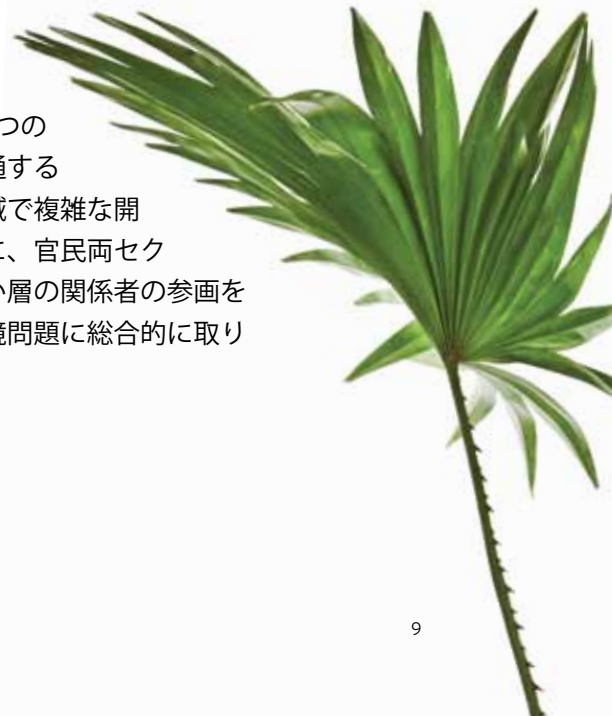 つの
通する
域で複雑な開
に、官民両セク
い層の関係者の参画を
境問題に総合的に取り
9